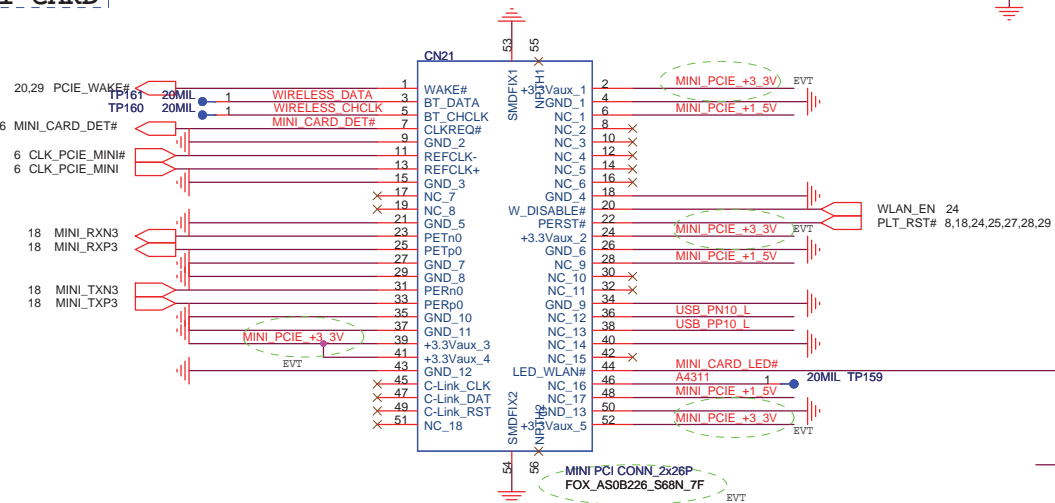 CARD
53
55
CN21
SMDFIX1
NPTH1
20,29 PCIE_WAKE# 1 WAKE# +3.3Vaux_1 2 MINI_PCIE_+3_3V EVT
TP161 20MIL 1 WIRELESS_DATA 3 BT_DATA GND_1 4
TP160 20MIL 1 WIRELESS_CHCLK 5 BT_CHCLK NC_1 6 MINI_PCIE_+1_5V
6 MINI_CARD_DET# MINI_CARD_DET# 7 CLKREQ# NC_2 8
9 GND_2 NC_3 10
6 CLK_PCIE_MINI# 11 REFCLK- NC_4 12
6 CLK_PCIE_MINI 13 REFCLK+ NC_5 14
15 GND_3 NC_6 16
17 NC_7 GND_4 18
19 NC_8 W_DISABLE# 20 WLAN_EN 24
21 GND_5 PERST# 22 PLT_RST# 8,18,24,25,27,28,29
18 MINI_RXN3 23 PETn0 +3.3Vaux_2 24 MINI_PCIE_+3_3V EVT
18 MINI_RXP3 25 PETp0 GND_6 26
27 GND_7 NC_9 28 MINI_PCIE_+1_5V
29 GND_8 NC_10 30
18 MINI_TXN3 31 PERn0 NC_11 32
18 MINI_TXP3 33 PERp0 GND_9 34
35 GND_10 NC_12 36 USB_PN10_L
37 GND_11 NC_13 38 USB_PP10_L
MINI_PCIE_+3_3V 39 +3.3Vaux_3 NC_14 40
EVT 41 +3.3Vaux_4 NC_15 42
43 GND_12 LED_WLAN# 44 MINI_CARD_LED#
45 C-Link_CLK NC_16 46 A4311 1 20MIL TP159
47 C-Link_DAT NC_17 48 MINI_PCIE_+1_5V
49 C-Link_RST GND_13 50
51 NC_18 +3.3Vaux_5 52 MINI_PCIE_+3_3V EVT
SMDFIX2
NPTH2
54
56
MINI PCI CONN_2x26P
FOX_AS0B226_S68N_7F
EVT